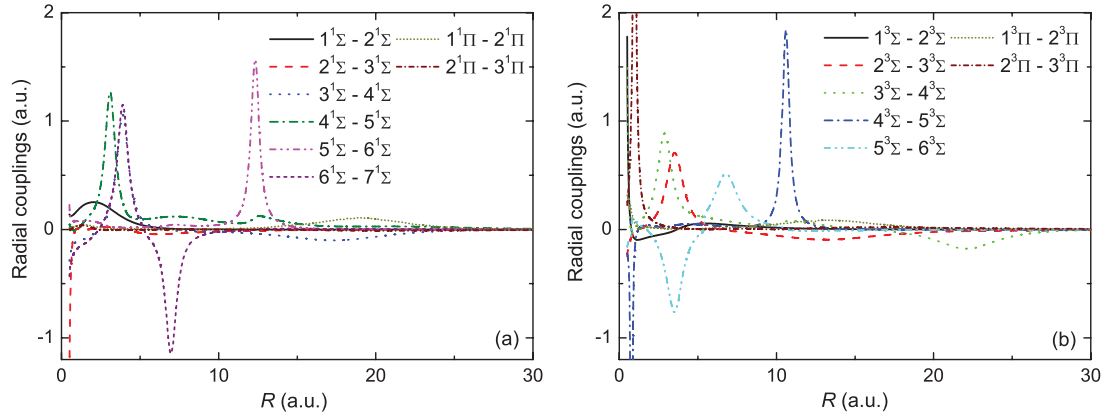 2
1
0
-1
Radial couplings (a.u.)
1¹Σ - 2¹Σ
2¹Σ - 3¹Σ
3¹Σ - 4¹Σ
4¹Σ - 5¹Σ
5¹Σ - 6¹Σ
6¹Σ - 7¹Σ
1¹Π - 2¹Π
2¹Π - 3¹Π
(a)
0
10
20
30
R (a.u.)
2
1
0
-1
Radial couplings (a.u.)
1³Σ - 2³Σ
2³Σ - 3³Σ
3³Σ - 4³Σ
4³Σ - 5³Σ
5³Σ - 6³Σ
1³Π - 2³Π
2³Π - 3³Π
(b)
0
10
20
30
R (a.u.)